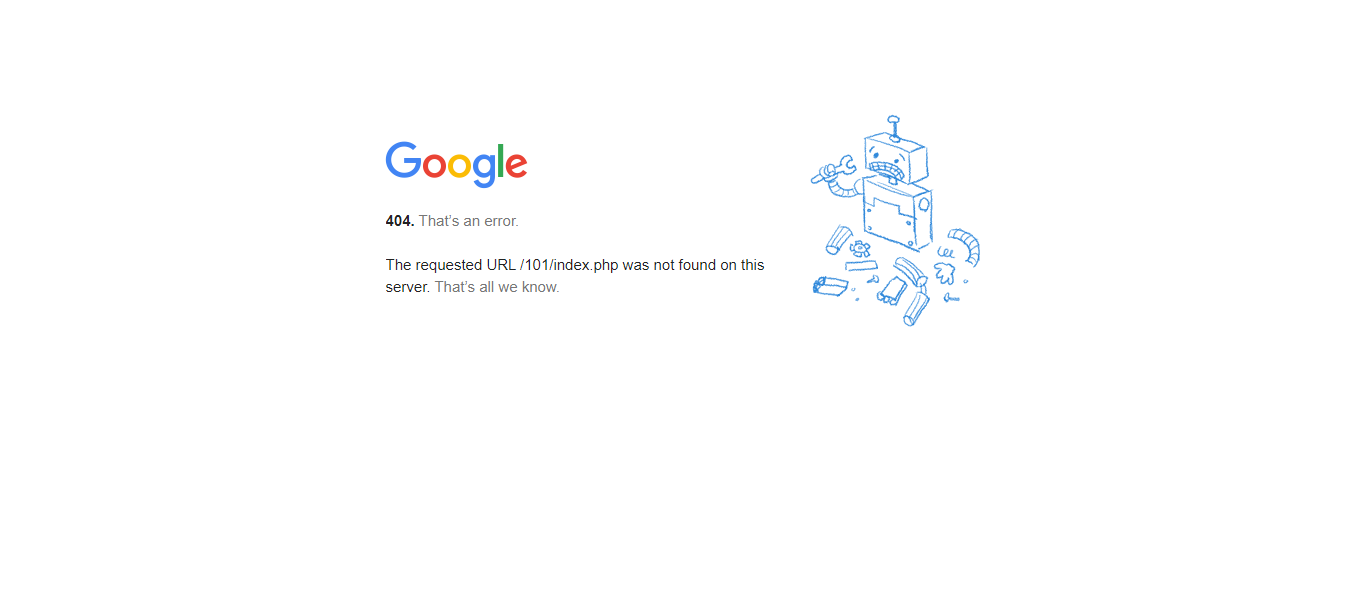 Google
404. That’s an error.
The requested URL /101/index.php was not found on this
server. That’s all we know.